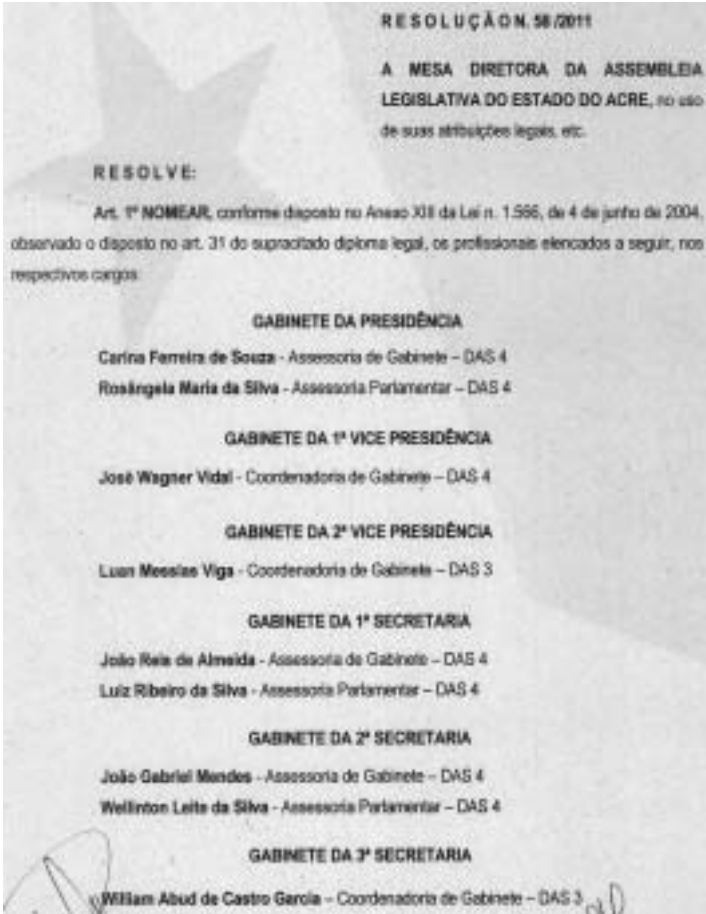 RESOLUÇÃO N. 58 /2011
A MESA DIRETORA DA ASSEMBLEIA
LEGISLATIVA DO ESTADO DO ACRE, no uso
de suas atribuições legais, etc.
RESOLVE:
Art. 1º NOMEAR, conforme disposto no Anexo XIII da Lei n. 1.566, de 4 de junho de 2004,
observado o disposto no art. 31 do supracitado diploma legal, os profissionais elencados a seguir, nos
respectivos cargos:
GABINETE DA PRESIDÊNCIA
Carina Ferreira de Souza - Assessoria de Gabinete – DAS 4
Rosângela Maria da Silva - Assessoria Parlamentar – DAS 4
GABINETE DA 1ª VICE PRESIDÊNCIA
José Wagner Vidal - Coordenadoria de Gabinete – DAS 4
GABINETE DA 2ª VICE PRESIDÊNCIA
Luan Messias Viga - Coordenadoria de Gabinete – DAS 3
GABINETE DA 1ª SECRETARIA
João Reis de Almeida - Assessoria de Gabinete – DAS 4
Luiz Ribeiro da Silva - Assessoria Parlamentar – DAS 4
GABINETE DA 2ª SECRETARIA
João Gabriel Mendes - Assessoria de Gabinete – DAS 4
Wellinton Leite da Silva - Assessoria Parlamentar – DAS 4
GABINETE DA 3ª SECRETARIA
William Abud de Castro Garcia – Coordenadoria de Gabinete – DAS 3